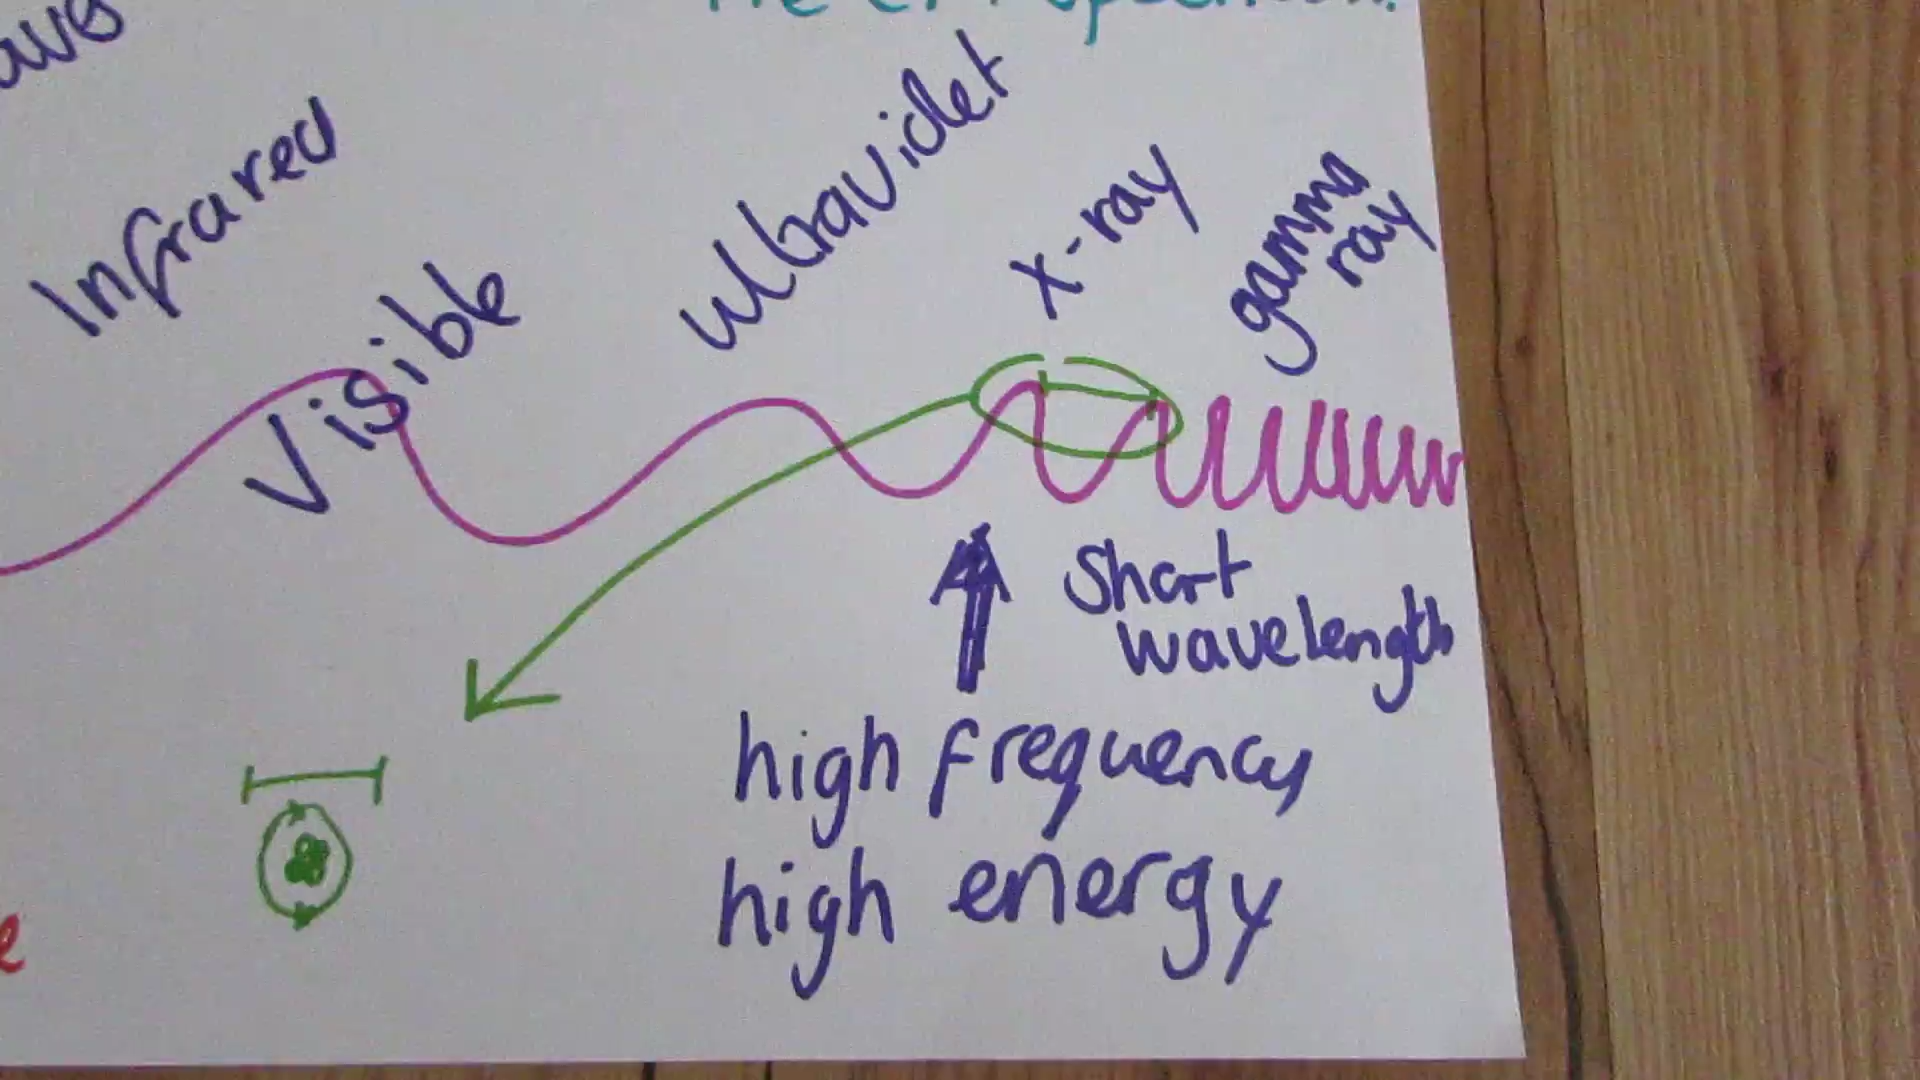 Infrared
Visible
ultraviolet
x-ray
gamma
ray
Short
wavelength
high frequency
high energy